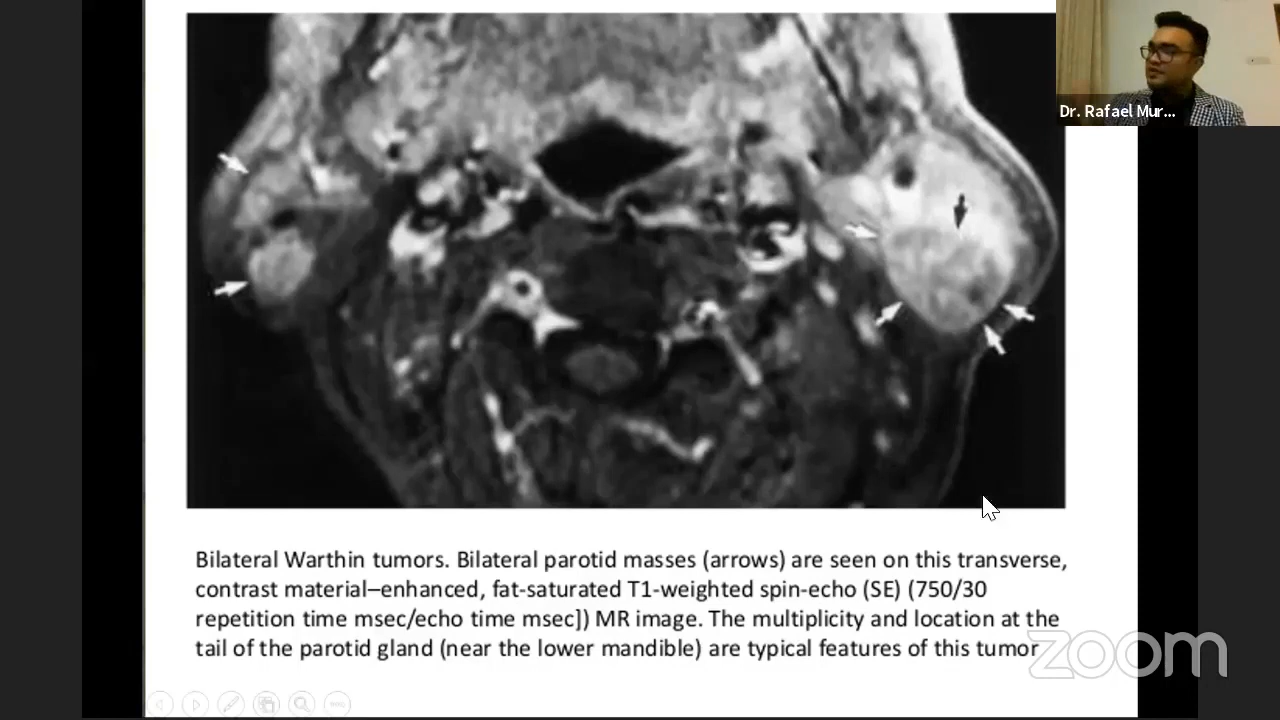 Dr. Rafael Mur...
Bilateral Warthin tumors. Bilateral parotid masses (arrows) are seen on this transverse,
contrast material–enhanced, fat-saturated T1-weighted spin-echo (SE) (750/30
repetition time msec/echo time msec]) MR image. The multiplicity and location at the
tail of the parotid gland (near the lower mandible) are typical features of this tumor
zoom